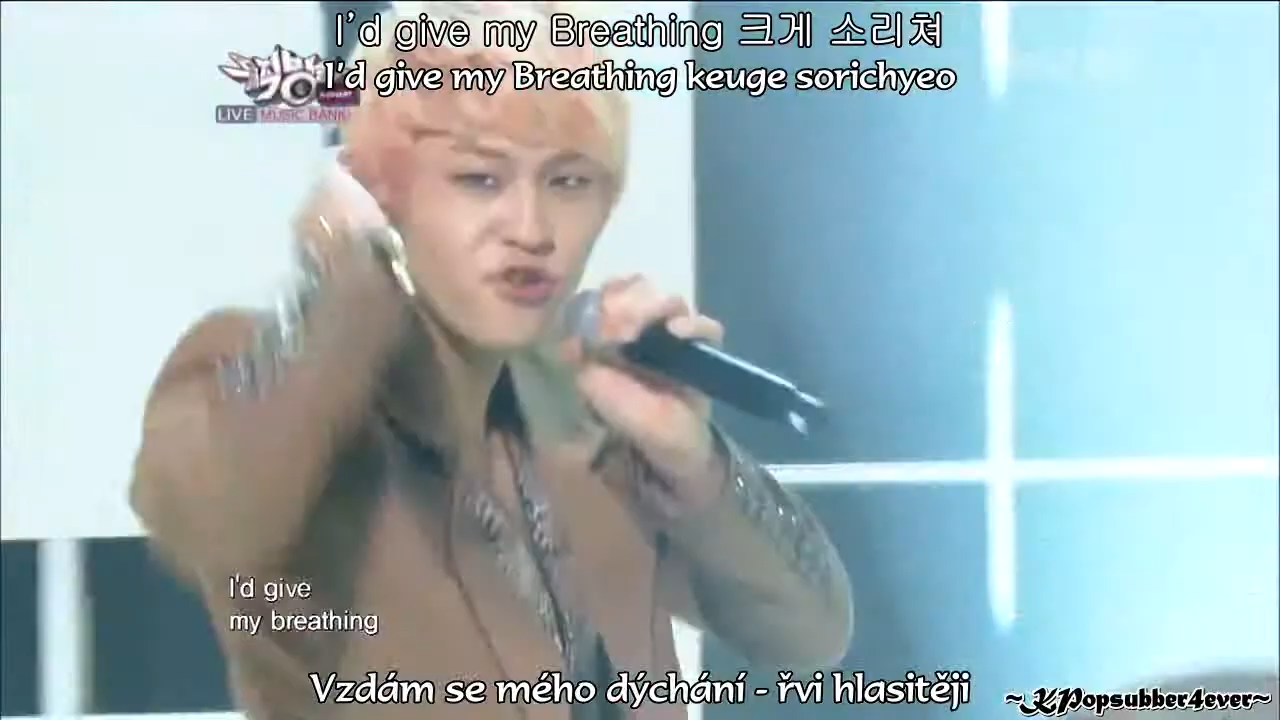 I'd give my Breathing 크게 소리쳐
I'd give my Breathing keuge sorichyeo
LIVE MUSIC BANK
I'd give
my breathing
Vzdám se mého dýchání - řvi hlasitěji
~KPopsubber4ever~